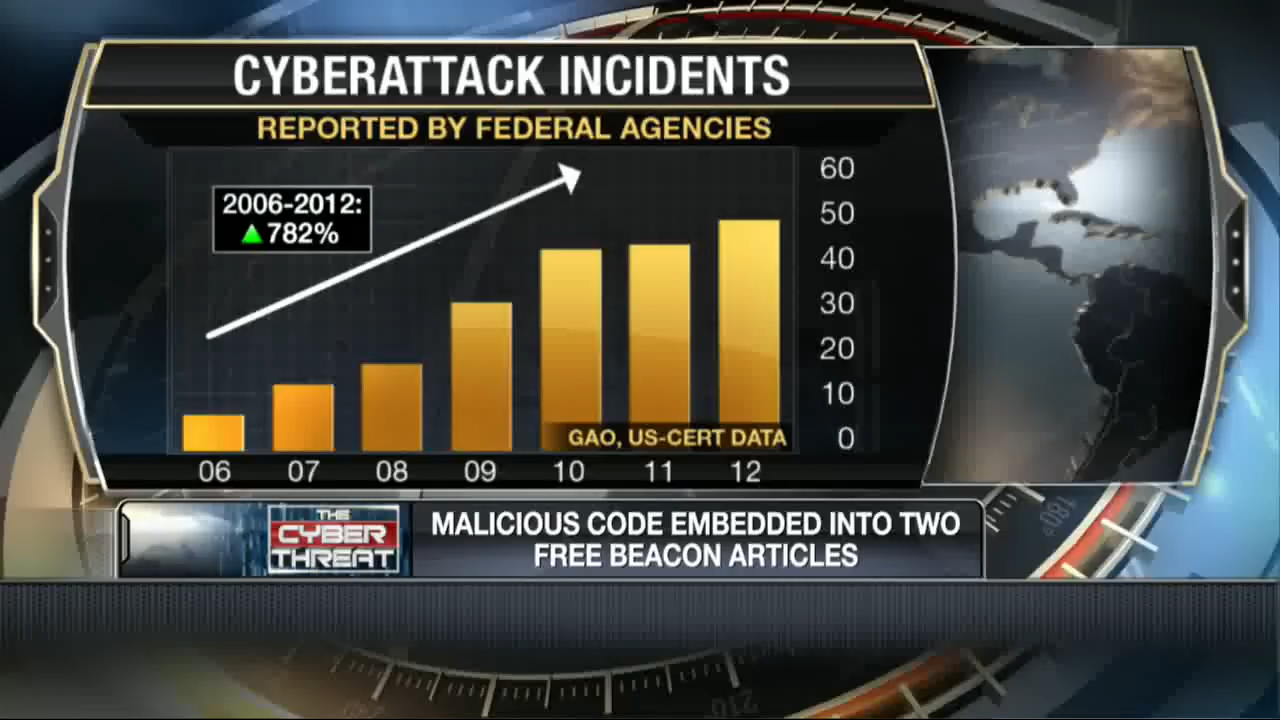 CYBERATTACK INCIDENTS
REPORTED BY FEDERAL AGENCIES
2006-2012:
▲782%
60
50
40
30
20
10
0
GAO, US-CERT DATA
06 07 08 09 10 11 12
THE
CYBER
THREAT
MALICIOUS CODE EMBEDDED INTO TWO
FREE BEACON ARTICLES
180
210